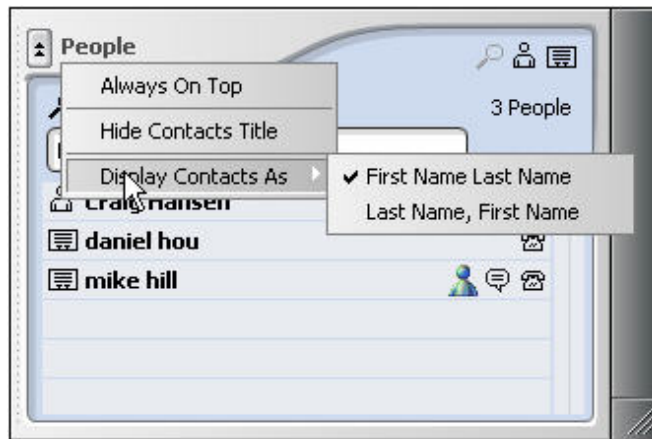 People
Always On Top
3 People
Hide Contacts Title
Display Contacts As
First Name Last Name
Last Name, First Name
Craig Hansen
daniel hou
mike hill